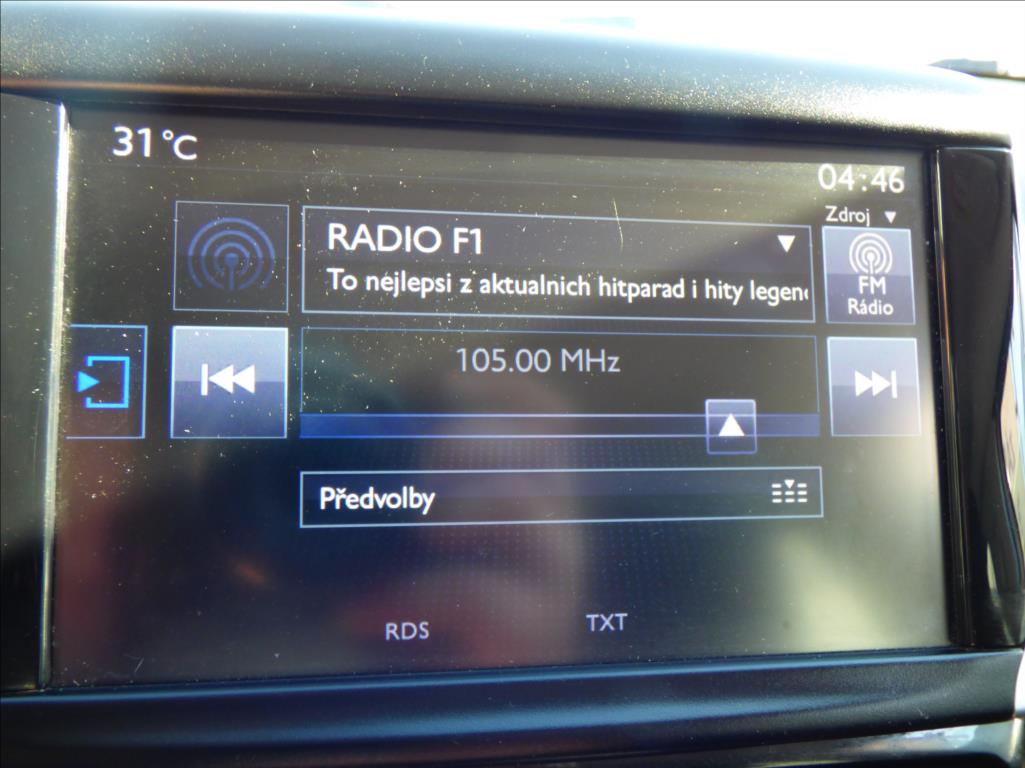 31°C
04:46
Zdroj
RADIO F1
To nejlepsi z aktualnich hitparad i hity legen
FM
Rádio
105.00 MHz
Předvolby
RDS
TXT